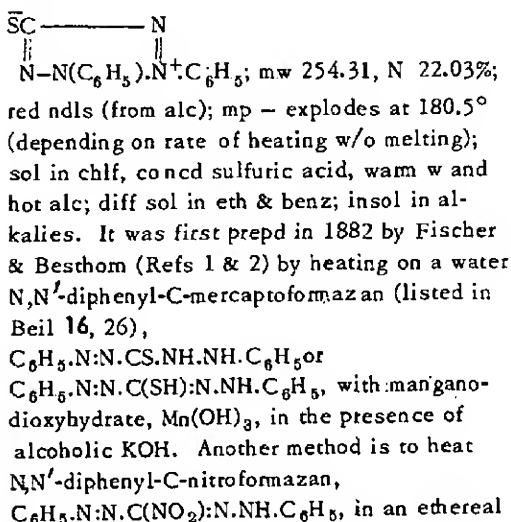 S̄C ——— N
|| ||
N–N(C₆H₅).N⁺.C₆H₅; mw 254.31, N 22.03%;
red ndls (from alc); mp – explodes at 180.5°
(depending on rate of heating w/o melting);
sol in chlf, concd sulfuric acid, warm w and
hot alc; diff sol in eth & benz; insol in al-
kalies. It was first prepd in 1882 by Fischer
& Besthorn (Refs 1 & 2) by heating on a water
N,N′-diphenyl-C-mercaptoformazan (listed in
Beil 16, 26),
C₆H₅.N:N.CS.NH.NH.C₆H₅ or
C₆H₅.N:N.C(SH):N.NH.C₆H₅, with mangano-
dioxyhydrate, Mn(OH)₃, in the presence of
alcoholic KOH. Another method is to heat
N,N′-diphenyl-C-nitroformazan,
C₆H₅.N:N.C(NO₂):N.NH.C₆H₅, in an ethereal